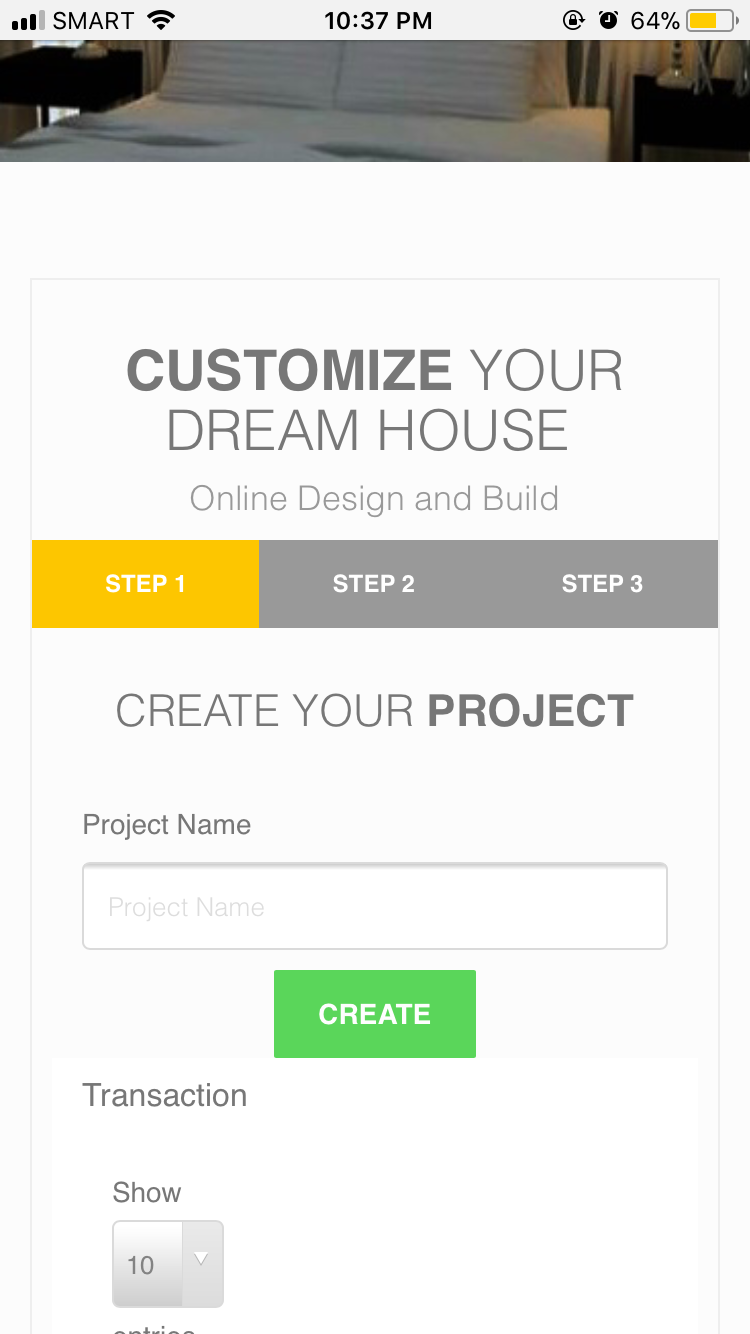 SMART 10:37 PM 64%
CUSTOMIZE YOUR
DREAM HOUSE
Online Design and Build
STEP 1 STEP 2 STEP 3
CREATE YOUR PROJECT
Project Name
Project Name
CREATE
Transaction
Show
10
entries